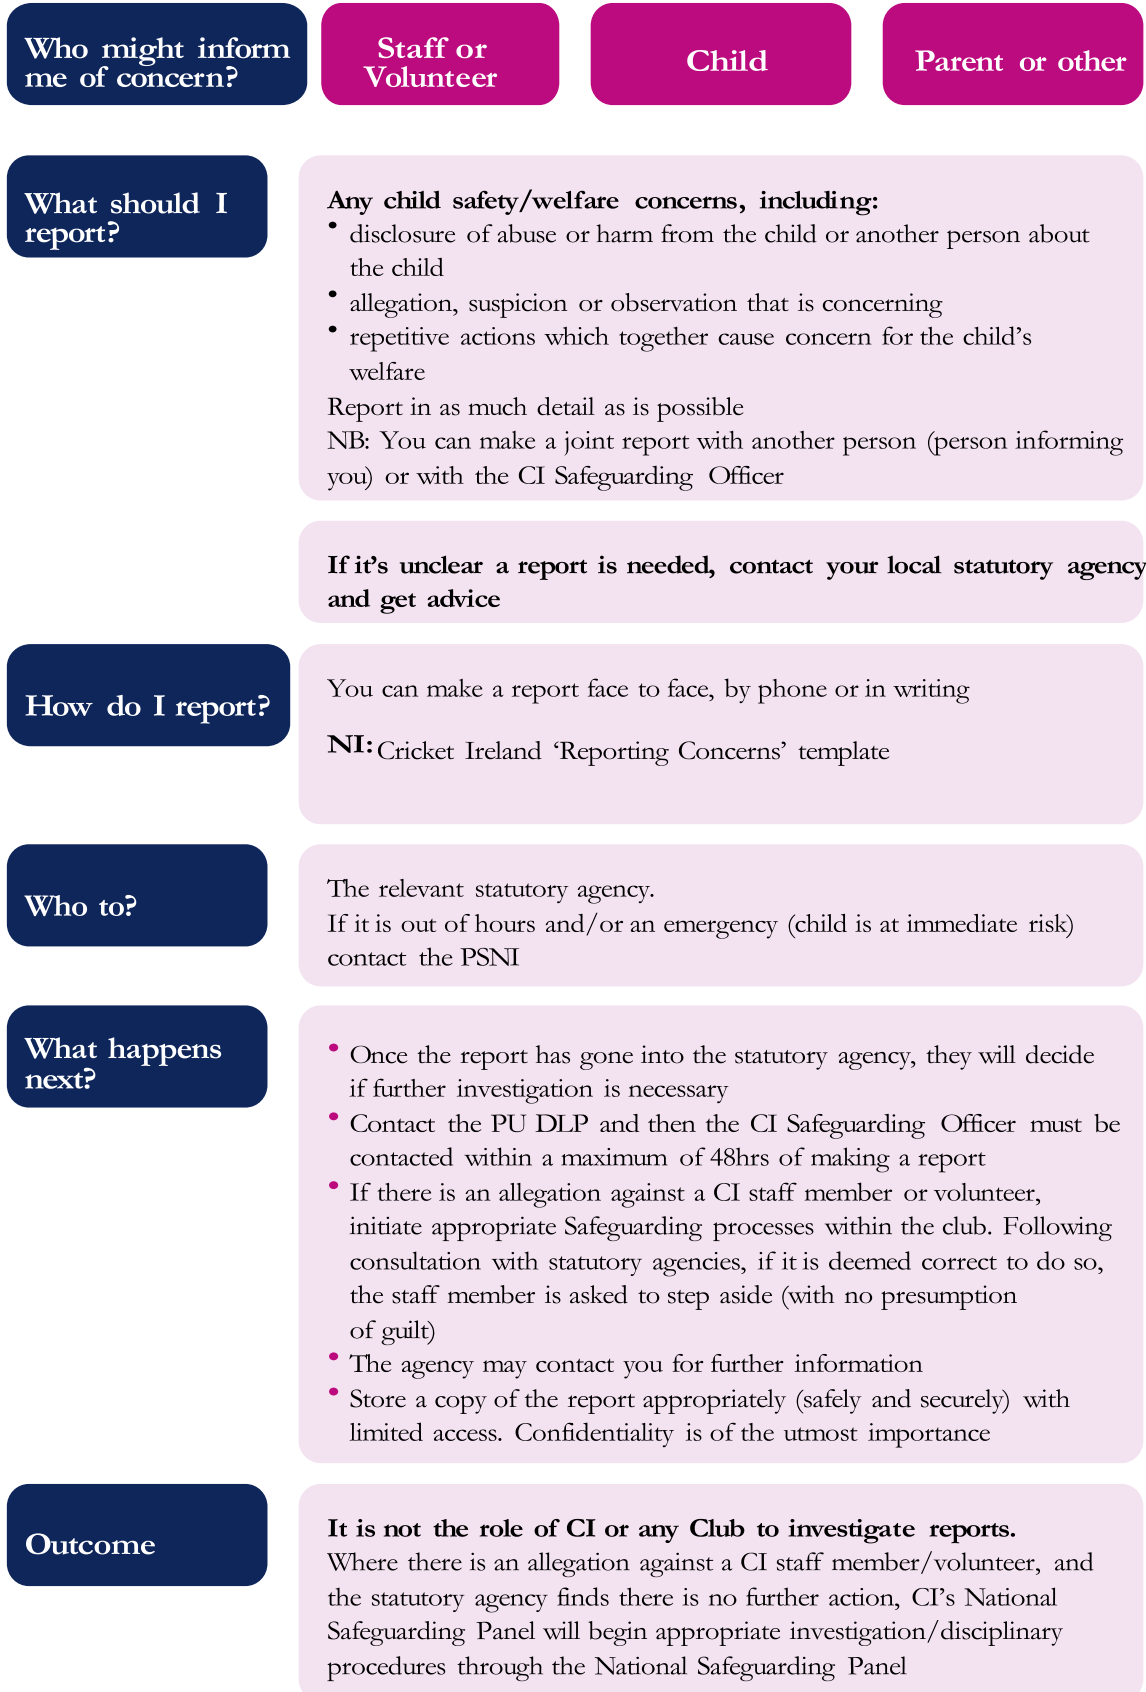 Who might inform
me of concern?
Staff or
Volunteer
Child
Parent or other
What should I
report?
Any child safety/welfare concerns, including:
• disclosure of abuse or harm from the child or another person about
the child
• allegation, suspicion or observation that is concerning
• repetitive actions which together cause concern for the child's
welfare
Report in as much detail as is possible
NB: You can make a joint report with another person (person informing
you) or with the CI Safeguarding Officer
If it's unclear a report is needed, contact your local statutory agency
and get advice
How do I report?
You can make a report face to face, by phone or in writing
NI: Cricket Ireland 'Reporting Concerns' template
Who to?
The relevant statutory agency.
If it is out of hours and/or an emergency (child is at immediate risk)
contact the PSNI
What happens
next?
• Once the report has gone into the statutory agency, they will decide
if further investigation is necessary
• Contact the PU DLP and then the CI Safeguarding Officer must be
contacted within a maximum of 48hrs of making a report
• If there is an allegation against a CI staff member or volunteer,
initiate appropriate Safeguarding processes within the club. Following
consultation with statutory agencies, if it is deemed correct to do so,
the staff member is asked to step aside (with no presumption
of guilt)
• The agency may contact you for further information
• Store a copy of the report appropriately (safely and securely) with
limited access. Confidentiality is of the utmost importance
Outcome
It is not the role of CI or any Club to investigate reports.
Where there is an allegation against a CI staff member/volunteer, and
the statutory agency finds there is no further action, CI's National
Safeguarding Panel will begin appropriate investigation/disciplinary
procedures through the National Safeguarding Panel